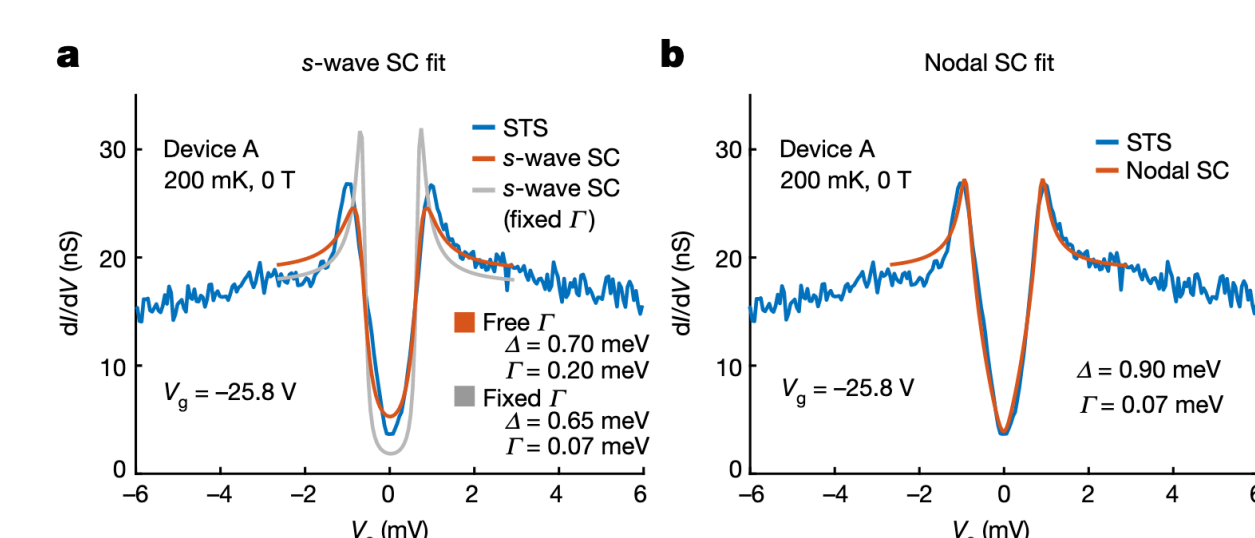 a
s-wave SC fit
Device A
200 mK, 0 T
STS
s-wave SC
s-wave SC
(fixed Γ)
30
20
10
0
dI/dV (nS)
Free Γ
Δ = 0.70 meV
Γ = 0.20 meV
Fixed Γ
Δ = 0.65 meV
Γ = 0.07 meV
Vg = –25.8 V
–6 –4 –2 0 2 4 6
(mV)
b
Nodal SC fit
Device A
200 mK, 0 T
STS
Nodal SC
30
20
10
0
dI/dV (nS)
Δ = 0.90 meV
Γ = 0.07 meV
Vg = –25.8 V
–6 –4 –2 0 2 4 6
(mV)